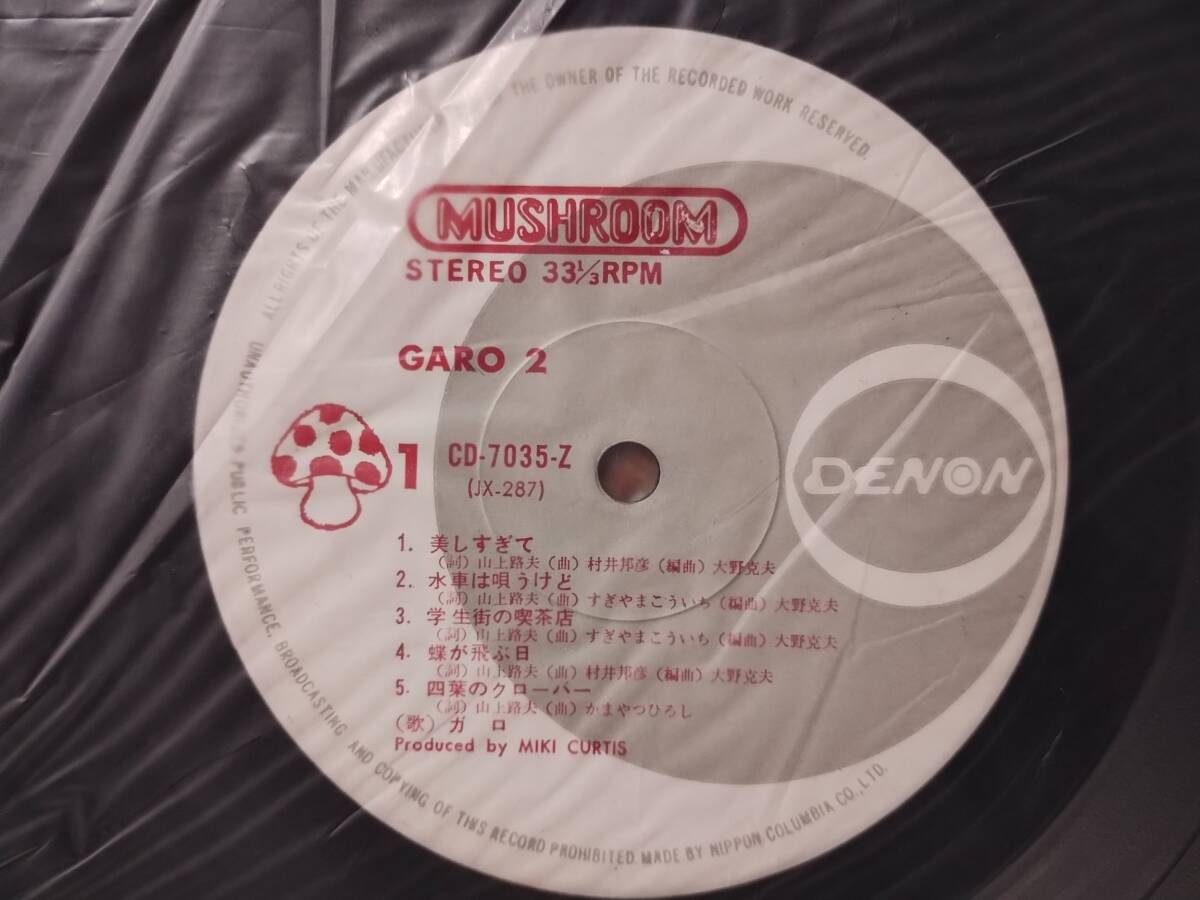 MUSHROOM
STEREO 33⅓RPM
GARO 2
1 CD-7035-Z
(JX-287)
1. 美しすぎて
(詞) 山上路夫 (曲) 村井邦彦 (編曲) 大野克夫
2. 水車は唄うけど
(詞) 山上路夫 (曲) すぎやまこういち (編曲) 大野克夫
3. 学生街の喫茶店
(詞) 山上路夫 (曲) すぎやまこういち (編曲) 大野克夫
4. 蝶が飛ぶ日
(詞) 山上路夫 (曲) 村井邦彦 (編曲) 大野克夫
5. 四葉のクローバー
(詞) 山上路夫 (曲) かまやつひろし
(歌) ガロ
Produced by MIKI CURTIS
DENON
ALL RIGHTS OF THE THE OWNER OF THE RECORDED WORK RESERVED.
PUBLIC PERFORMANCE, BROADCASTING AND COPYING OF THIS RECORD PROHIBITED MADE BY NIPPON COLUMBIA CO., LTD.